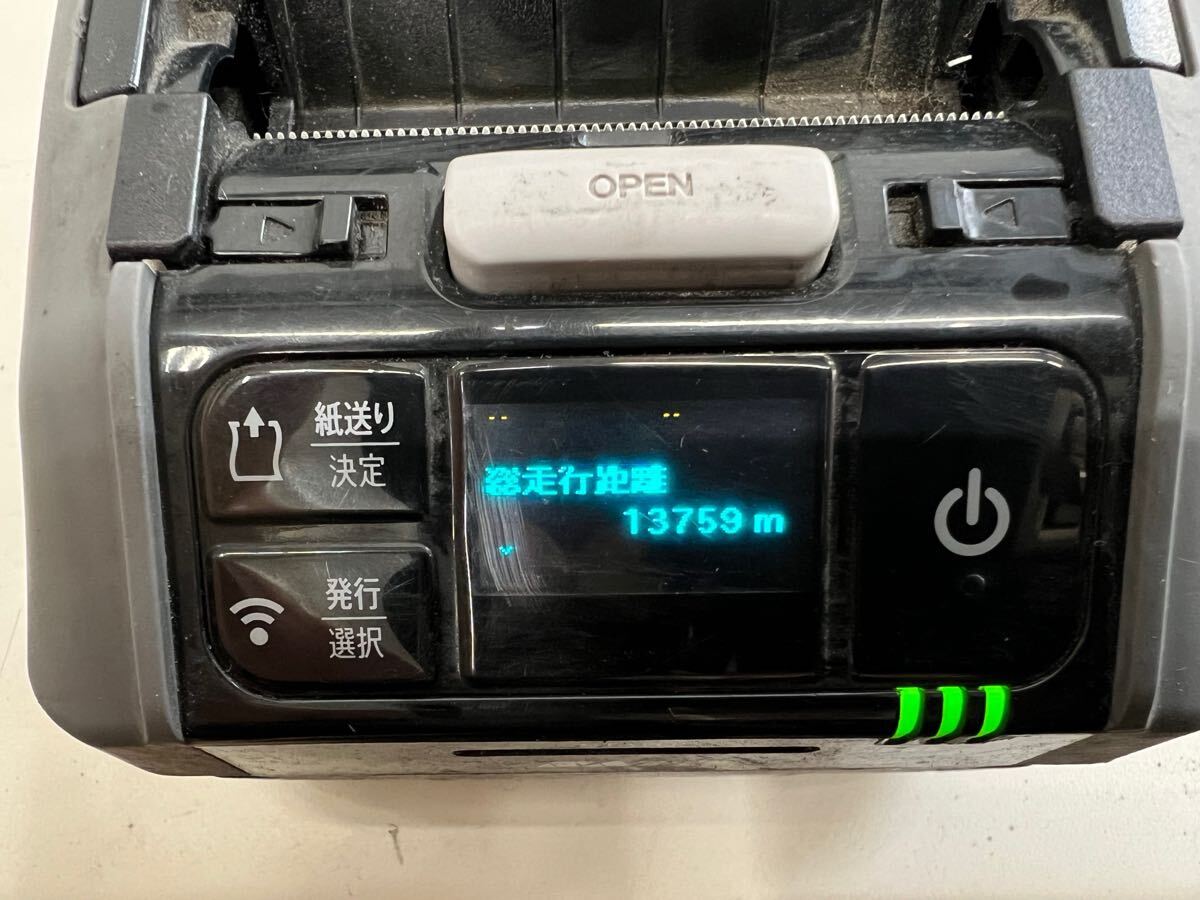 OPEN
紙送り
決定
総走行距離
13759 m
発行
選択